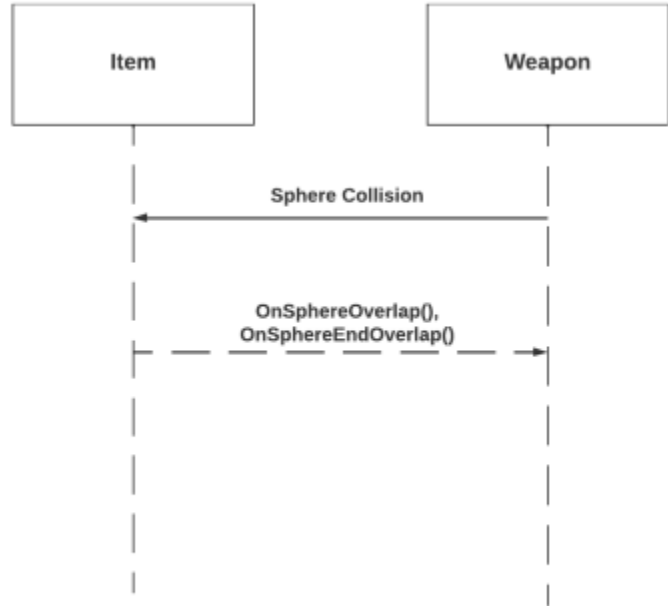 Item
Weapon
Sphere Collision
OnSphereOverlap(),
OnSphereEndOverlap()